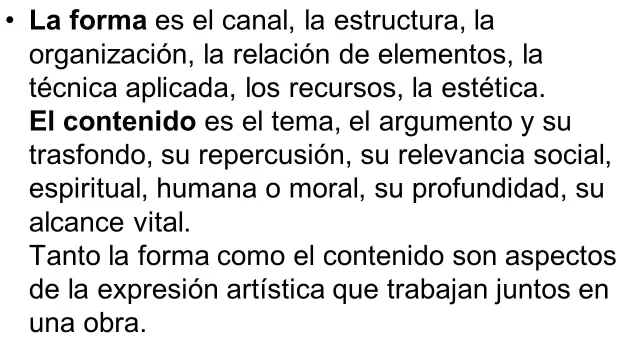 • La forma es el canal, la estructura, la
organización, la relación de elementos, la
técnica aplicada, los recursos, la estética.
El contenido es el tema, el argumento y su
trasfondo, su repercusión, su relevancia social,
espiritual, humana o moral, su profundidad, su
alcance vital.
Tanto la forma como el contenido son aspectos
de la expresión artística que trabajan juntos en
una obra.